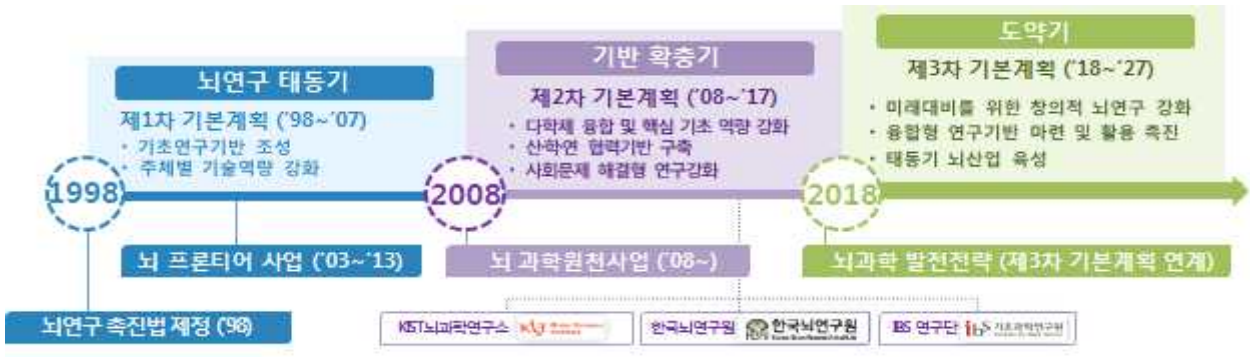 뇌연구 태동기
제1차 기본계획 ('98~'07)
• 기초연구기반 조성
• 주체별 기술역량 강화
기반 확충기
제2차 기본계획 ('08~'17)
• 다학제 융합 및 핵심 기초 역량 강화
• 산학연 협력기반 구축
• 사회문제 해결형 연구강화
도약기
제3차 기본계획 ('18~'27)
• 미래대비를 위한 창의적 뇌연구 강화
• 융합형 연구기반 마련 및 활용 촉진
• 태동기 뇌산업 육성
1998
2008
2018
뇌 프론티어 사업 ('03~'13)
뇌 과학원천사업 ('08~)
뇌과학 발전전략 (제3차 기본계획 연계)
뇌연구 촉진법 제정 ('98)
KIST뇌과학연구소 KIST
한국뇌연구원 한국뇌연구원
IBS 연구단 ibS 기초과학연구원